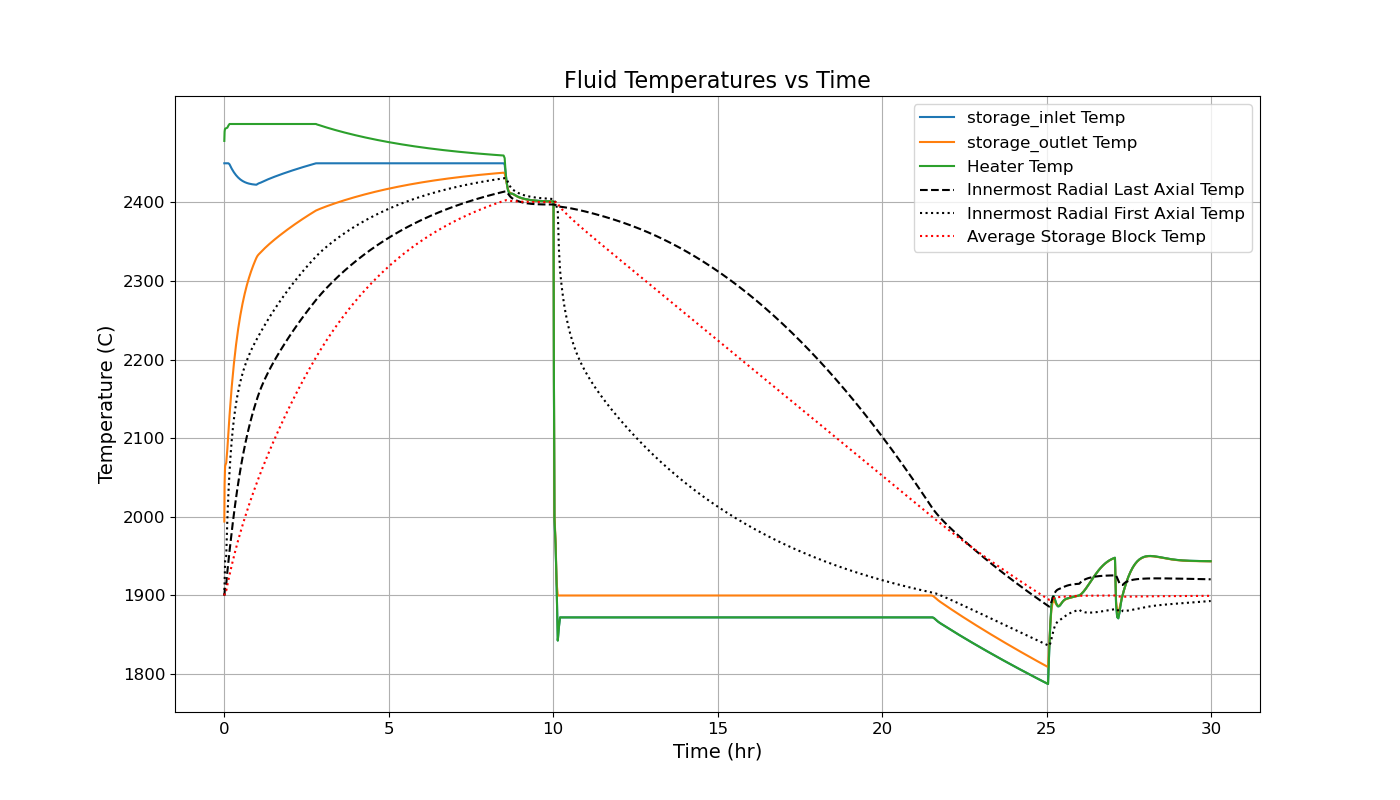 Fluid Temperatures vs Time
storage_inlet Temp
storage_outlet Temp
Heater Temp
Innermost Radial Last Axial Temp
Innermost Radial First Axial Temp
Average Storage Block Temp
Temperature (C)
2400
2300
2200
2100
2000
1900
1800
0 5 10 15 20 25 30
Time (hr)